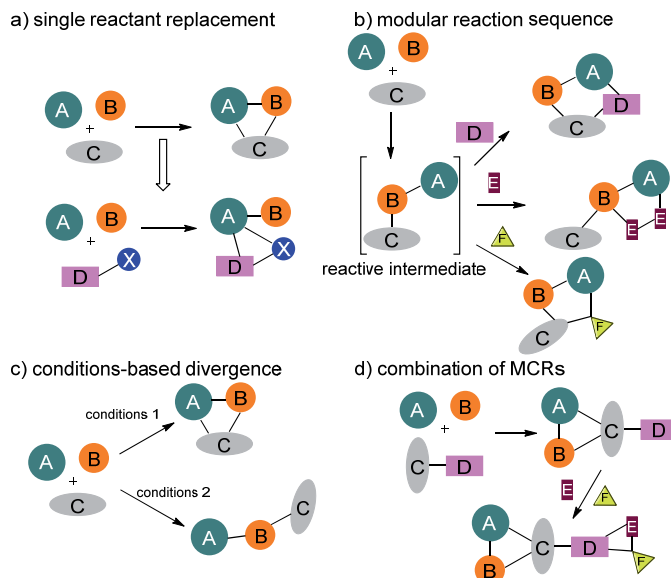 a) single reactant replacement
A B
+
C
A B
C
A B
+
D X
A B
D X
b) modular reaction sequence
A B
+
C
D
E
F
B A
C
reactive intermediate
A
B
D
C
A
B
E E
C
A
B
C F
c) conditions-based divergence
A B
+
C
conditions 1
A B
C
conditions 2
A B C
d) combination of MCRs
A B
+
C D
A
C D
B
E
F
A
C D
B
E
F